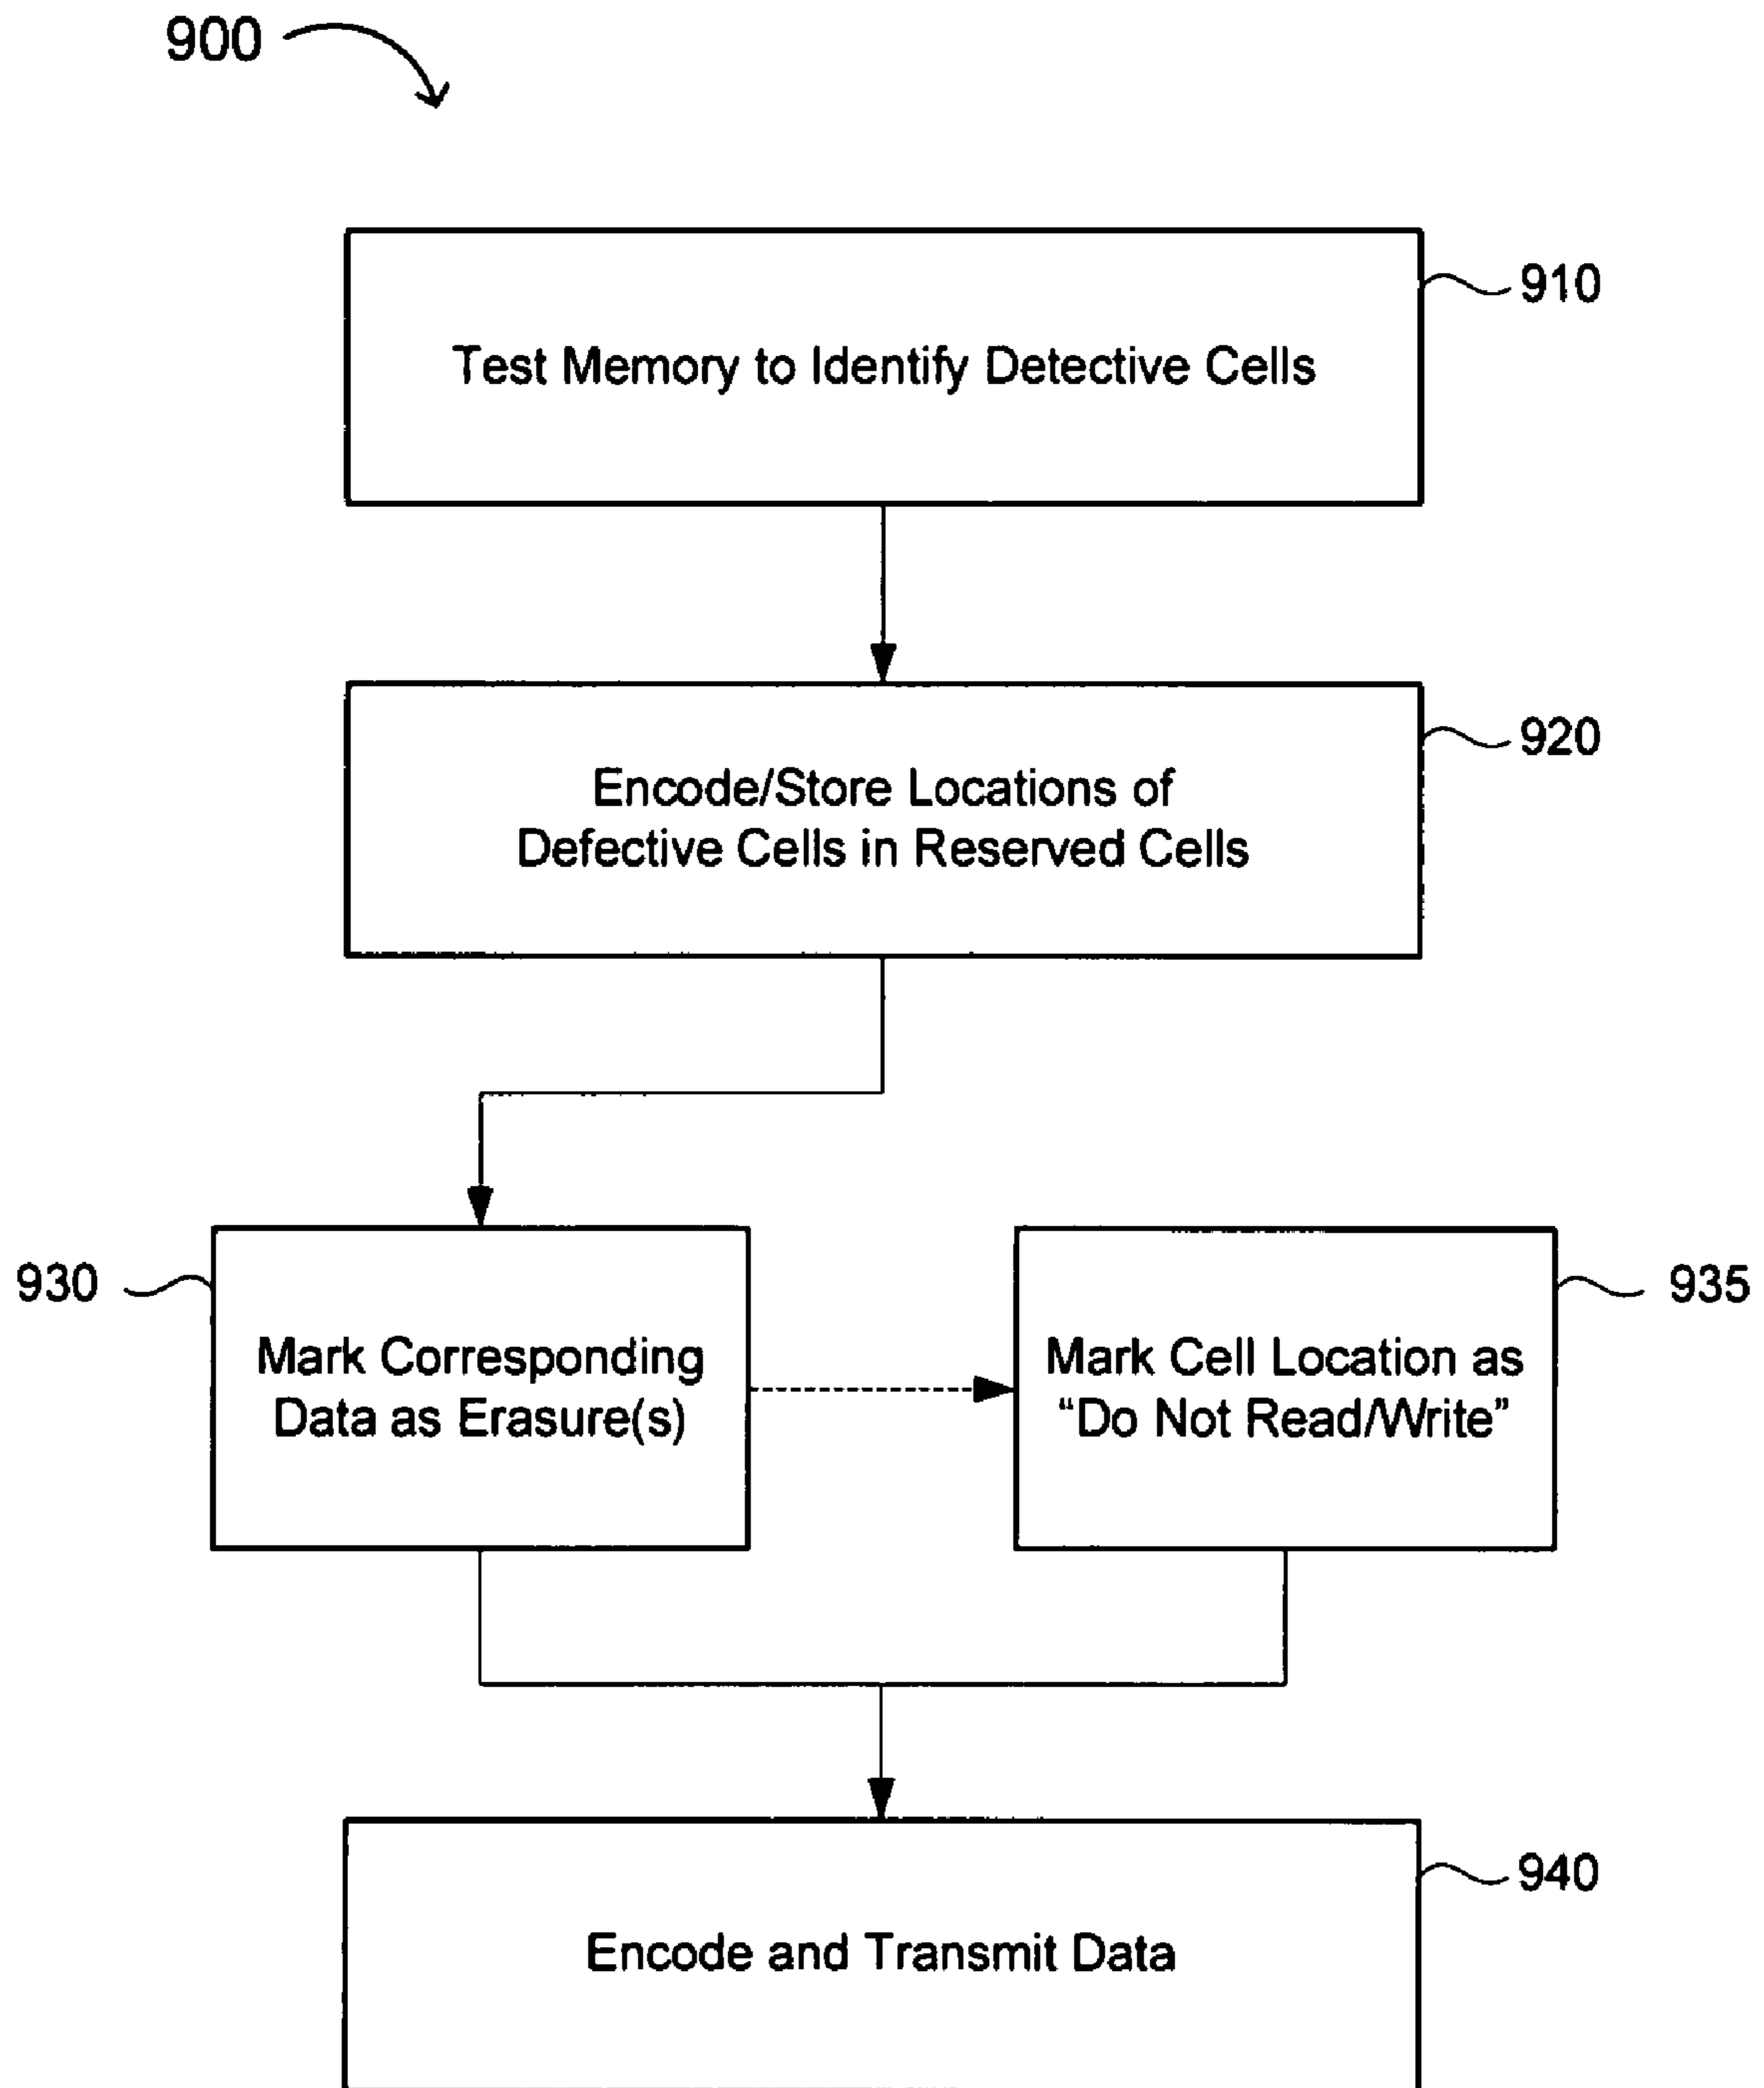 900
910
Test Memory to Identify Detective Cells
920
Encode/Store Locations of
Defective Cells in Reserved Cells
930
935
Mark Corresponding
Data as Erasure(s)
Mark Cell Location as
“Do Not Read/Write”
940
Encode and Transmit Data